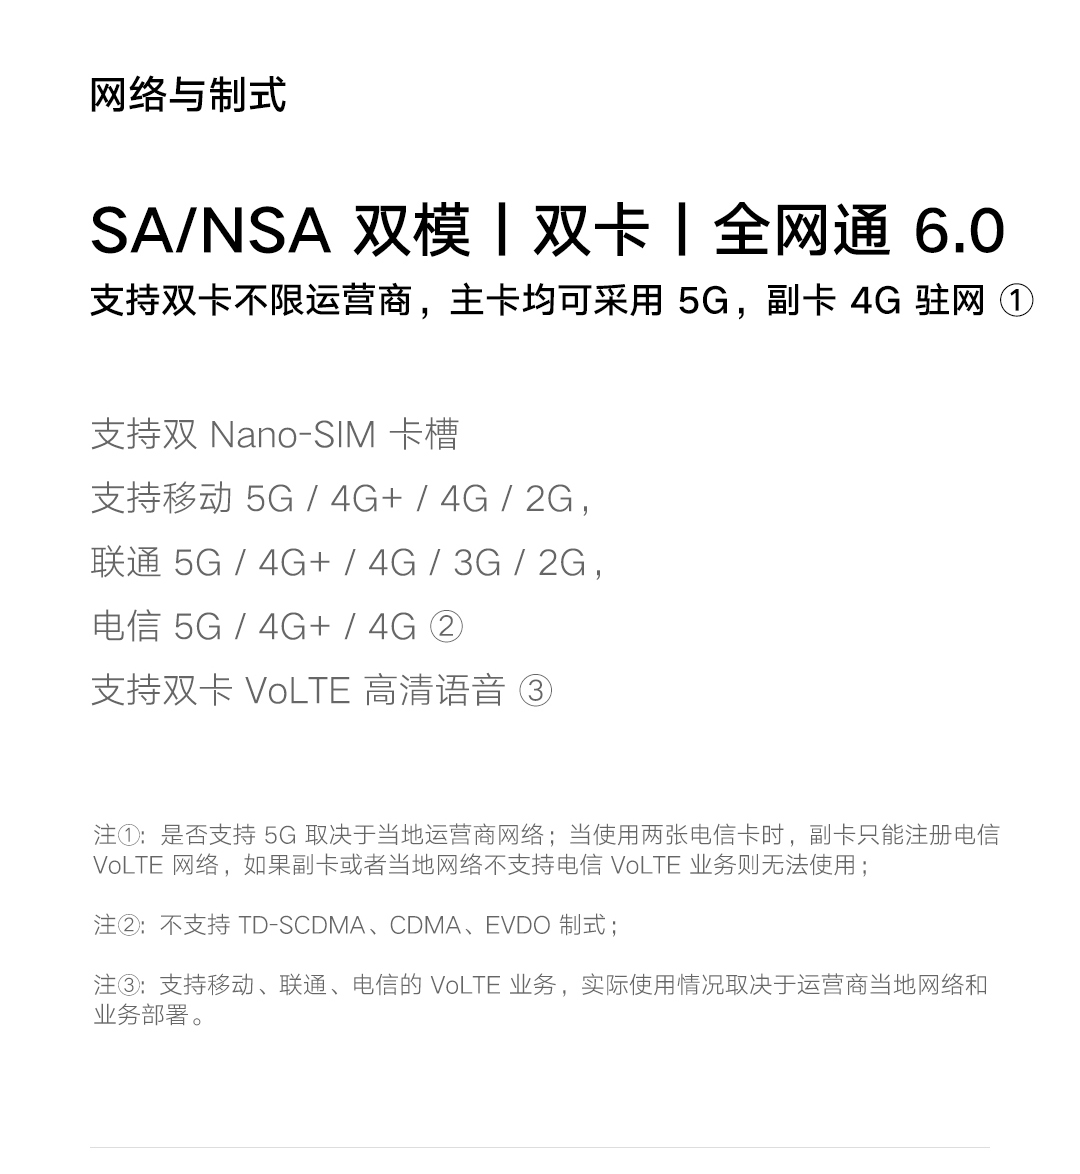 网络与制式
SA/NSA 双模丨双卡丨全网通 6.0
支持双卡不限运营商，主卡均可采用 5G，副卡 4G 驻网 ①
支持双 Nano-SIM 卡槽
支持移动 5G / 4G+ / 4G / 2G，
联通 5G / 4G+ / 4G / 3G / 2G，
电信 5G / 4G+ / 4G ②
支持双卡 VoLTE 高清语音 ③
注①：是否支持 5G 取决于当地运营商网络；当使用两张电信卡时，副卡只能注册电信
VoLTE 网络，如果副卡或者当地网络不支持电信 VoLTE 业务则无法使用；
注②：不支持 TD-SCDMA、CDMA、EVDO 制式；
注③：支持移动、联通、电信的 VoLTE 业务，实际使用情况取决于运营商当地网络和
业务部署。